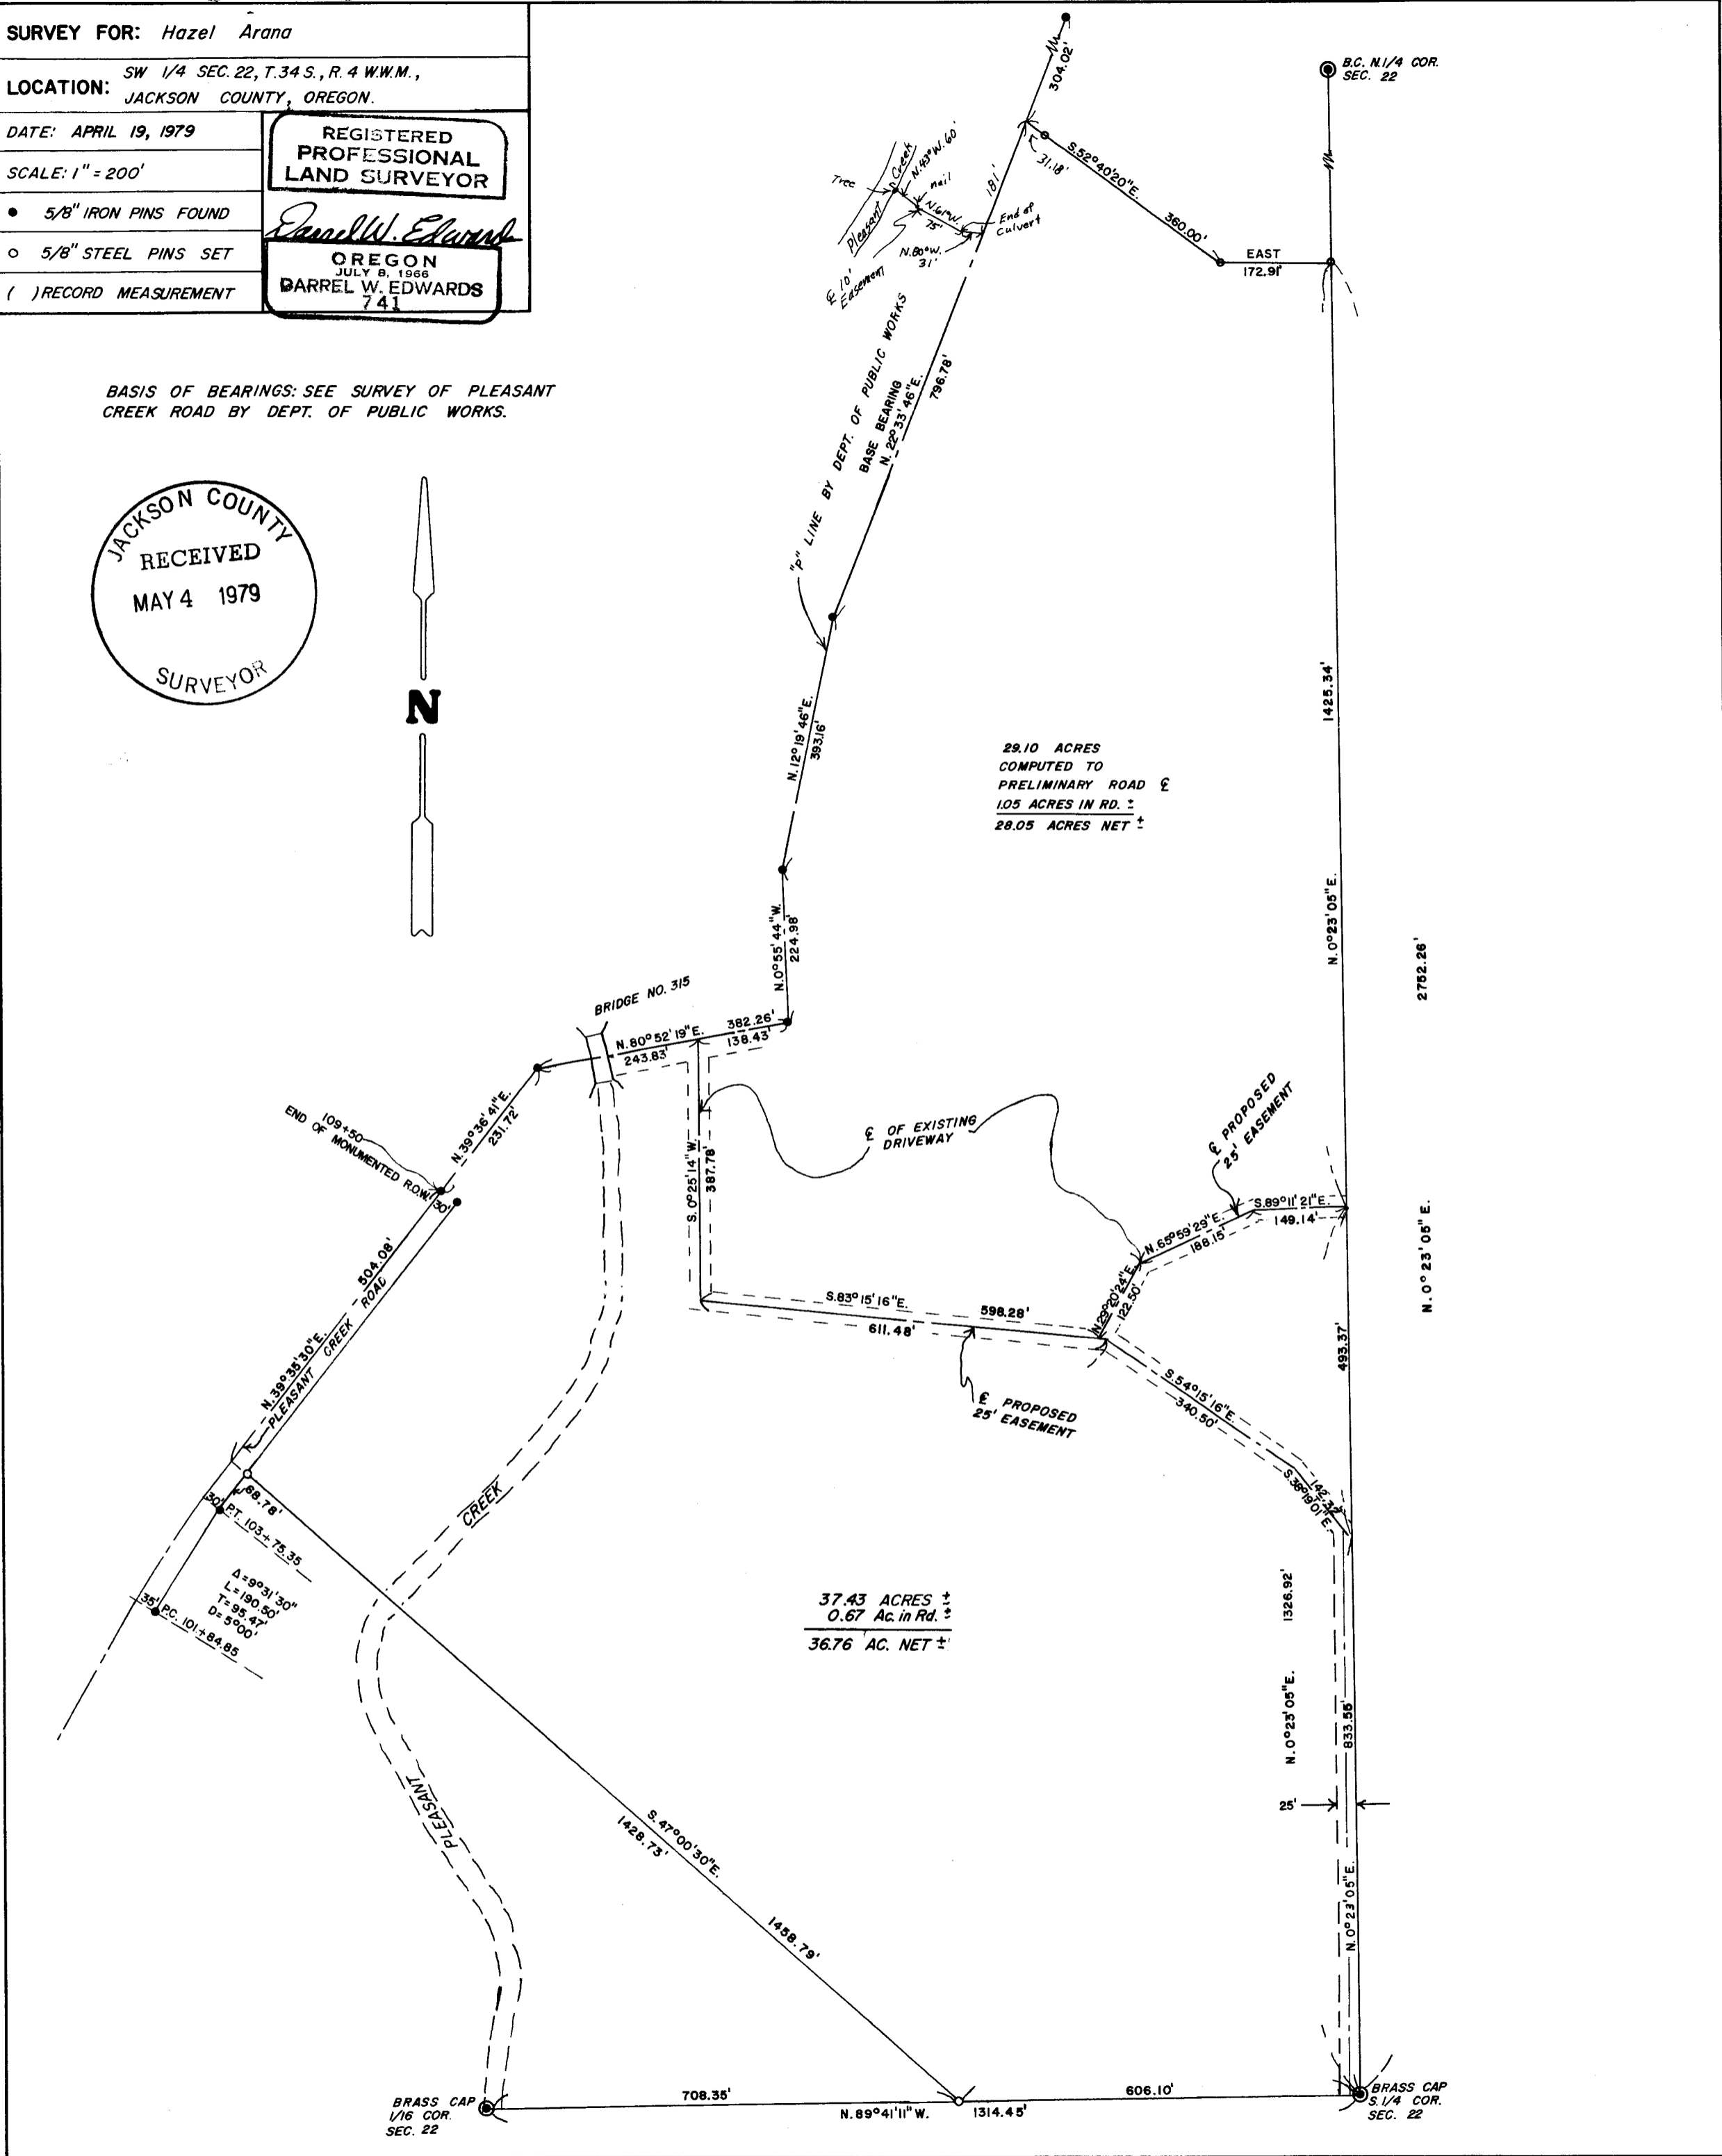 SURVEY FOR: Hazel Arana
LOCATION: SW 1/4 SEC. 22, T.34 S., R. 4 W.W.M.,
JACKSON COUNTY, OREGON.
DATE: APRIL 19, 1979
SCALE: 1" = 200'
● 5/8" IRON PINS FOUND
○ 5/8" STEEL PINS SET
( ) RECORD MEASUREMENT
REGISTERED
PROFESSIONAL
LAND SURVEYOR
Darrel W. Edwards
OREGON
JULY 8, 1966
DARREL W. EDWARDS
741
BASIS OF BEARINGS: SEE SURVEY OF PLEASANT
CREEK ROAD BY DEPT. OF PUBLIC WORKS.
JACKSON COUNTY
RECEIVED
MAY 4 1979
SURVEYOR
N
304.02'
B.C. N.1/4 COR.
SEC. 22
31.18'
S.52°40'20"E.
360.00'
EAST
172.91'
181'
Tree
Pleasant Creek
N.43°W. 60'
nail
N.61°W.
75'
End of
Culvert
N.80°W.
31'
℄ 10'
Easement
"P" LINE BY DEPT. OF PUBLIC WORKS
BASE BEARING
N. 22°33'46"E.
796.78'
N.12°19'46"E.
393.16'
1425.34'
29.10 ACRES
COMPUTED TO
PRELIMINARY ROAD ℄
1.05 ACRES IN RD. ±
28.05 ACRES NET ±
N.0°23'05"E.
2752.26'
N.0°23'05"E.
N.0°55'44"W.
224.98'
BRIDGE NO. 315
N.80°52'19"E.
382.26'
243.83'
138.43'
N.39°36'41"E.
231.72'
109+50
END OF MONUMENTED R.O.W.
30'
S.0°25'14"W.
387.78'
℄ OF EXISTING
DRIVEWAY
℄ PROPOSED
25' EASEMENT
S.89°11'21"E.
149.14'
N.65°59'29"E.
188.15'
N.29°20'24"E.
122.50'
S.83°15'16"E.
598.28'
611.48'
℄ PROPOSED
25' EASEMENT
493.37'
S.54°15'16"E.
340.50'
142.32'
S.38°19'01"E.
504.08'
N.39°35'30"E.
PLEASANT CREEK ROAD
68.78'
30'
P.T. 103+75.35
Δ=9°31'30"
L=190.50'
T=95.47'
D=5°00'
35'
P.C. 101+84.85
CREEK
PLEASANT
37.43 ACRES ±
0.67 Ac. in Rd. ±
36.76 AC. NET ±
1326.92'
N.0°23'05"E.
833.55'
25'
N.0°23'05"E.
S.47°00'30"E.
1428.73'
1458.79'
BRASS CAP
1/16 COR.
SEC. 22
708.35'
N.89°41'11"W.
1314.45'
606.10'
BRASS CAP
S.1/4 COR.
SEC. 22